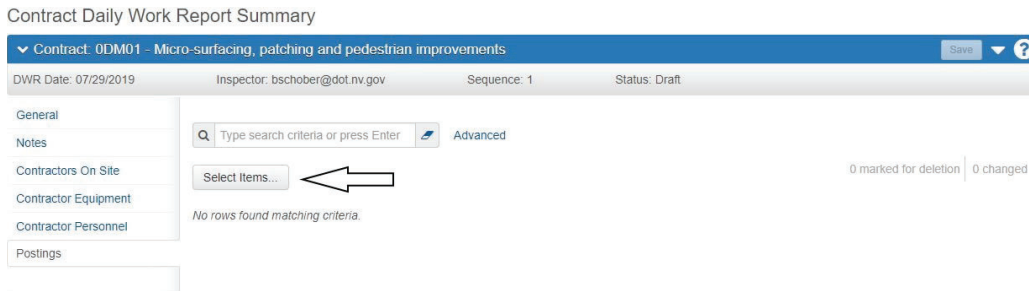 Contract Daily Work Report Summary
Contract: 0DM01 - Micro-surfacing, patching and pedestrian improvements Save ?
DWR Date: 07/29/2019 Inspector: bschober@dot.nv.gov Sequence: 1 Status: Draft
General
Notes
Contractors On Site
Contractor Equipment
Contractor Personnel
Postings
Type search criteria or press Enter Advanced
Select Items... 0 marked for deletion 0 changed
No rows found matching criteria.